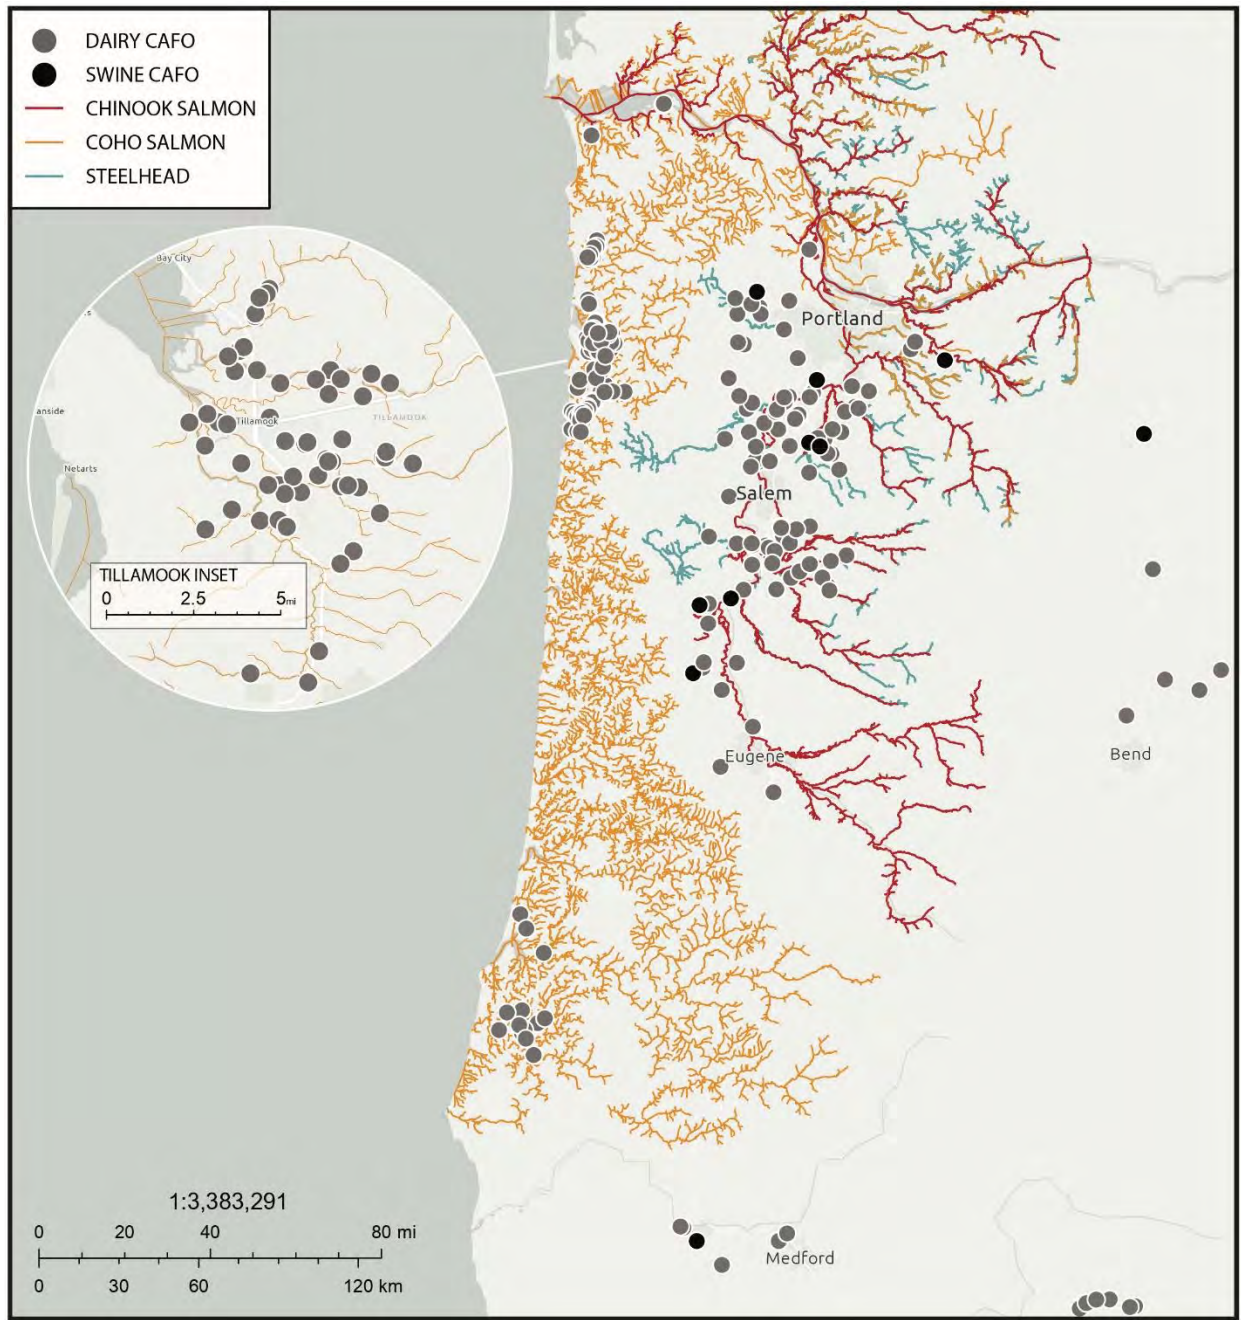 DAIRY CAFO
SWINE CAFO
CHINOOK SALMON
COHO SALMON
STEELHEAD
Bay City
.s
anside
Tillamook
TILLAMOOK
Netarts
TILLAMOOK INSET
0 2.5 5mi
Portland
Salem
Eugene
Bend
Medford
1:3,383,291
0 20 40 80 mi
0 30 60 120 km